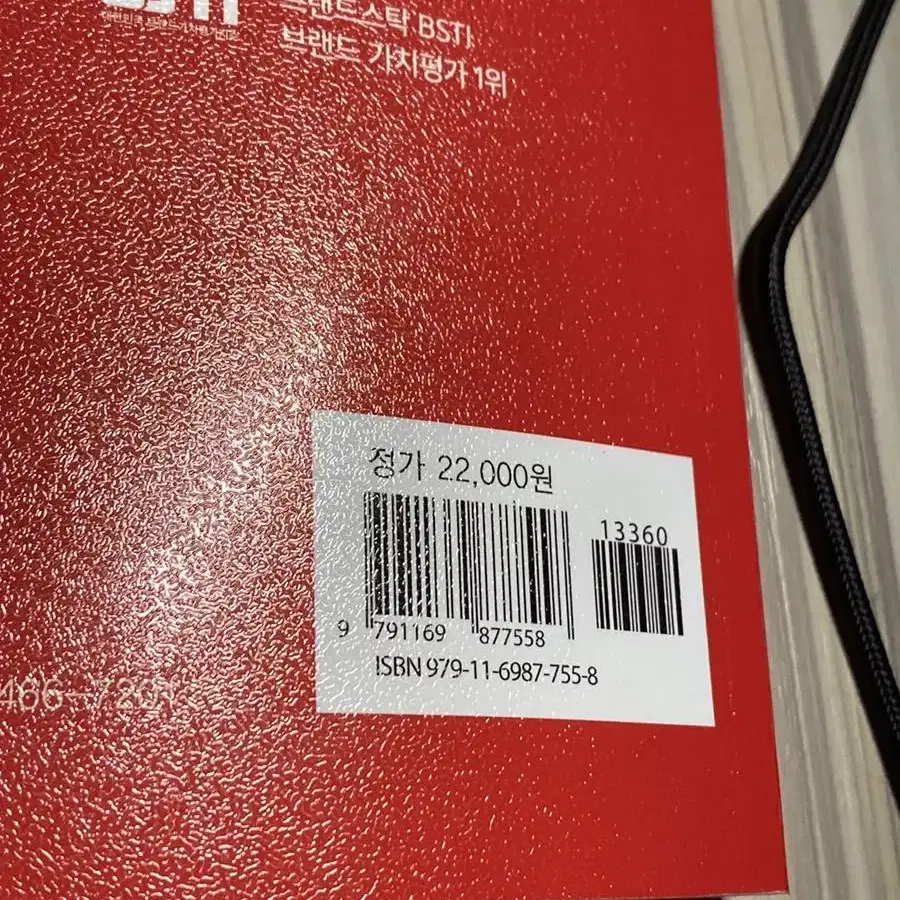 브랜드스탁 BSTI
브랜드 가치평가 1위
정가 22,000원
13360
9 791169 877558
ISBN 979-11-6987-755-8